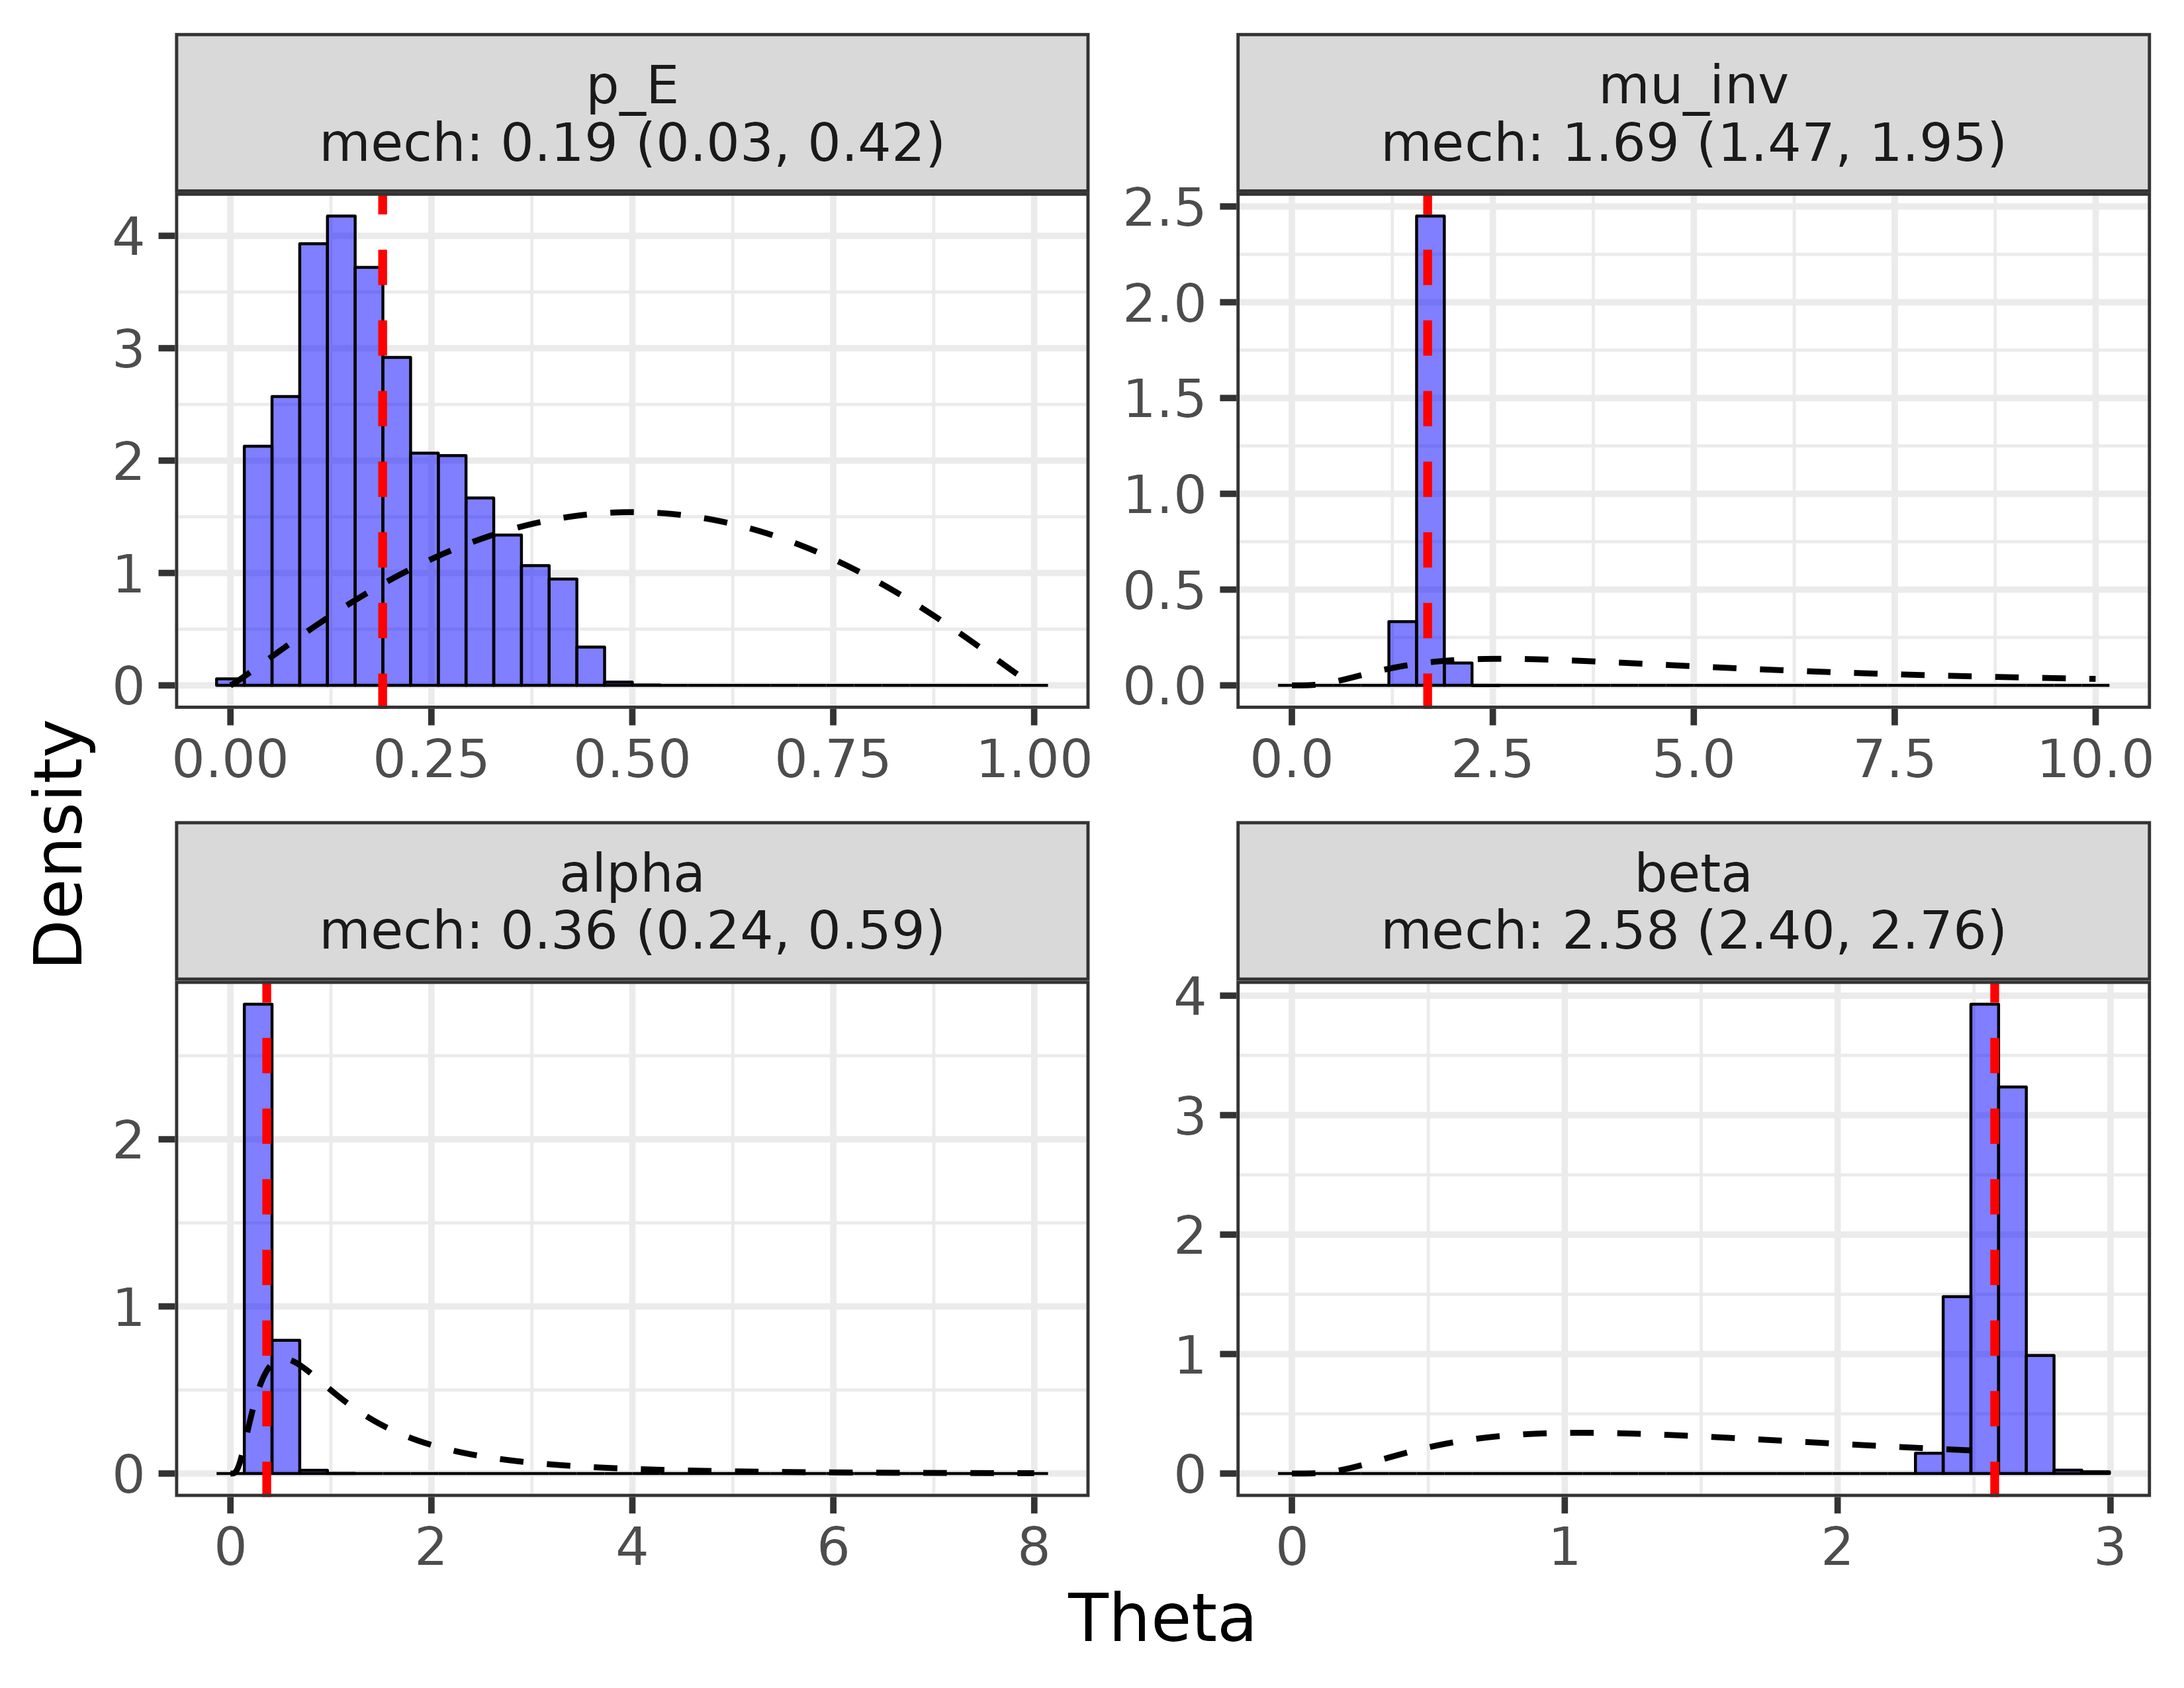 p_E
mech: 0.19 (0.03, 0.42)
mu_inv
mech: 1.69 (1.47, 1.95)
4
3
2
1
0
2.5
2.0
1.5
1.0
0.5
0.0
0.00 0.25 0.50 0.75 1.00
0.0 2.5 5.0 7.5 10.0
Density
alpha
mech: 0.36 (0.24, 0.59)
beta
mech: 2.58 (2.40, 2.76)
2
1
0
4
3
2
1
0
0 2 4 6 8
0 1 2 3
Theta